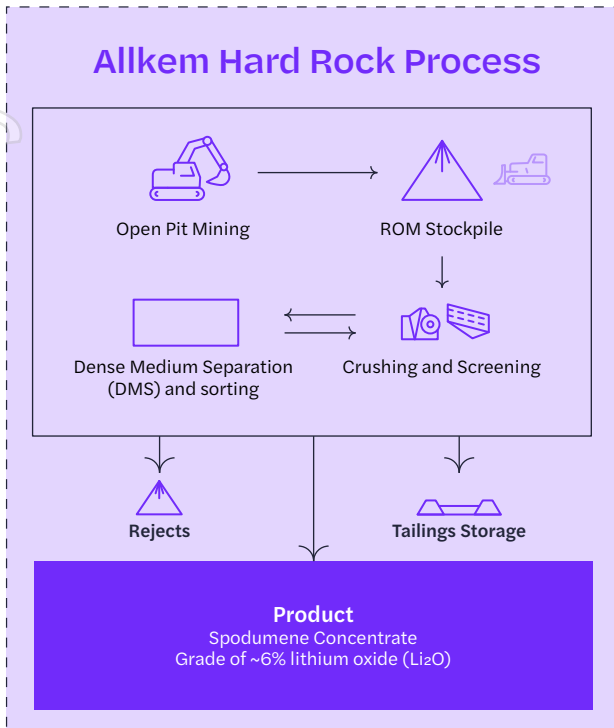 Allkem Hard Rock Process
Open Pit Mining
ROM Stockpile
Dense Medium Separation
(DMS) and sorting
Crushing and Screening
Rejects
Tailings Storage
Product
Spodumene Concentrate
Grade of ~6% lithium oxide (Li₂O)